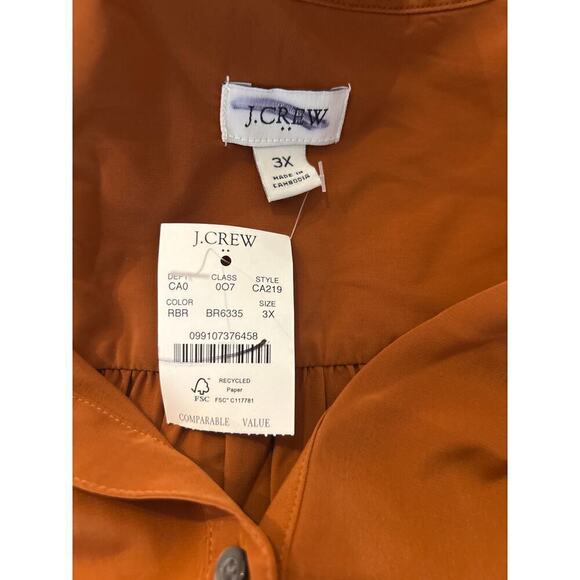 J.CREW
3X
MADE IN
CAMBODIA
J.CREW
DEPT. CLASS STYLE
CA0 007 CA219
COLOR SIZE
RBR BR6335 3X
099107376458
RECYCLED
Paper
FSC FSC® C117781
COMPARABLE VALUE